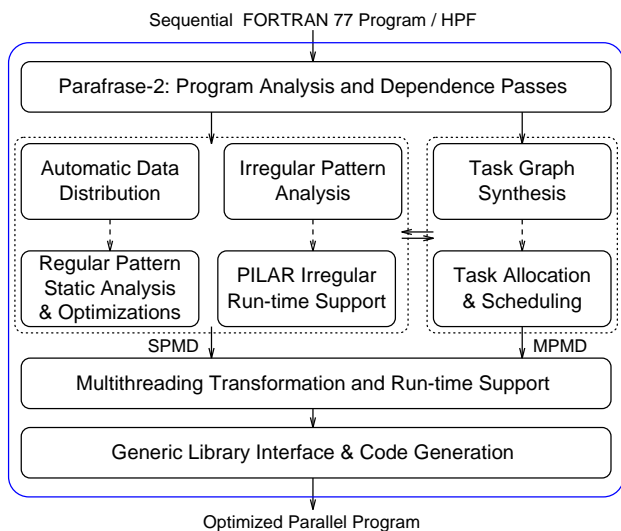 Sequential FORTRAN 77 Program / HPF
Parafrase-2: Program Analysis and Dependence Passes
Automatic Data
Distribution
Irregular Pattern
Analysis
Task Graph
Synthesis
Regular Pattern
Static Analysis
& Optimizations
PILAR Irregular
Run-time Support
Task Allocation
& Scheduling
SPMD
MPMD
Multithreading Transformation and Run-time Support
Generic Library Interface & Code Generation
Optimized Parallel Program